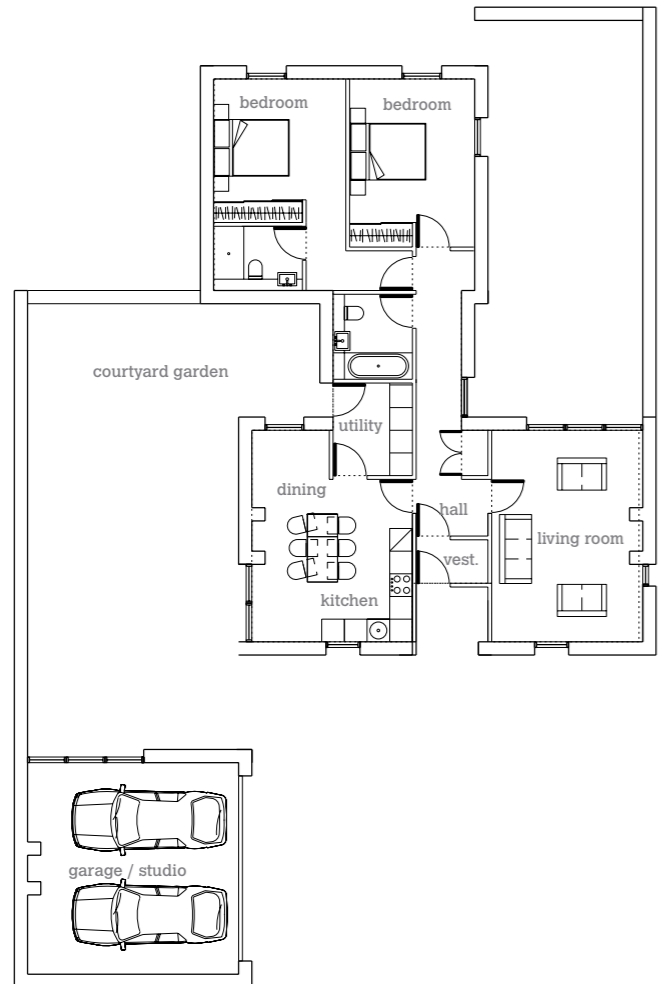 bedroom
bedroom
courtyard garden
utility
dining
hall
living room
vest.
kitchen
garage / studio